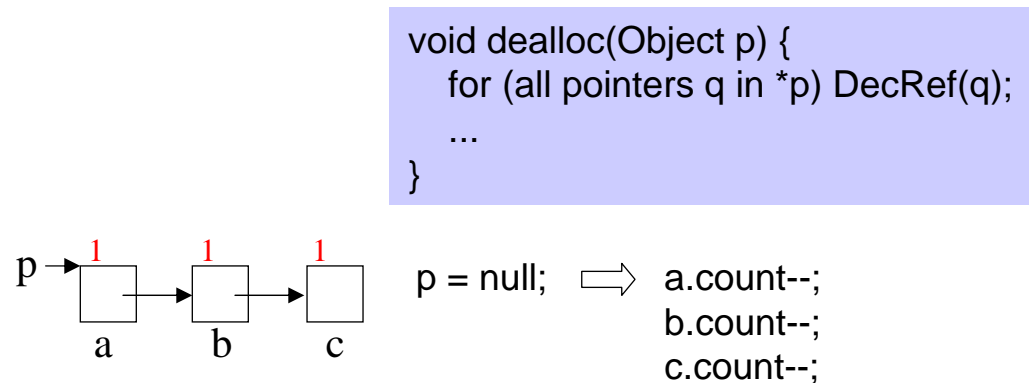 void dealloc(Object p) {
for (all pointers q in *p) DecRef(q);
...
}
1 1 1
p
a b c
p = null; a.count--;
b.count--;
c.count--;